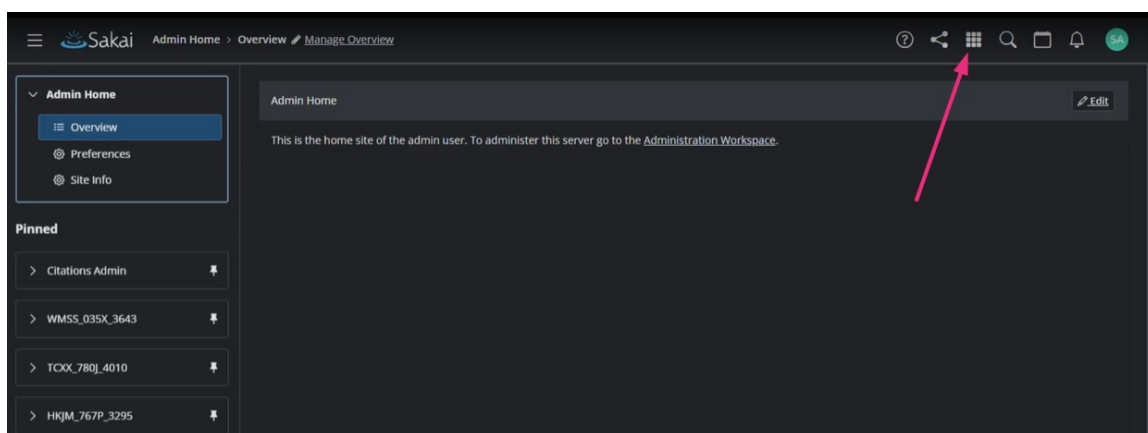 Sakai Admin Home > Overview Manage Overview SA
Admin Home
Overview
Preferences
Site Info
Pinned
Citations Admin
WMSS_035X_3643
TCXX_780J_4010
HKJM_767P_3295
Admin Home Edit
This is the home site of the admin user. To administer this server go to the Administration Workspace.